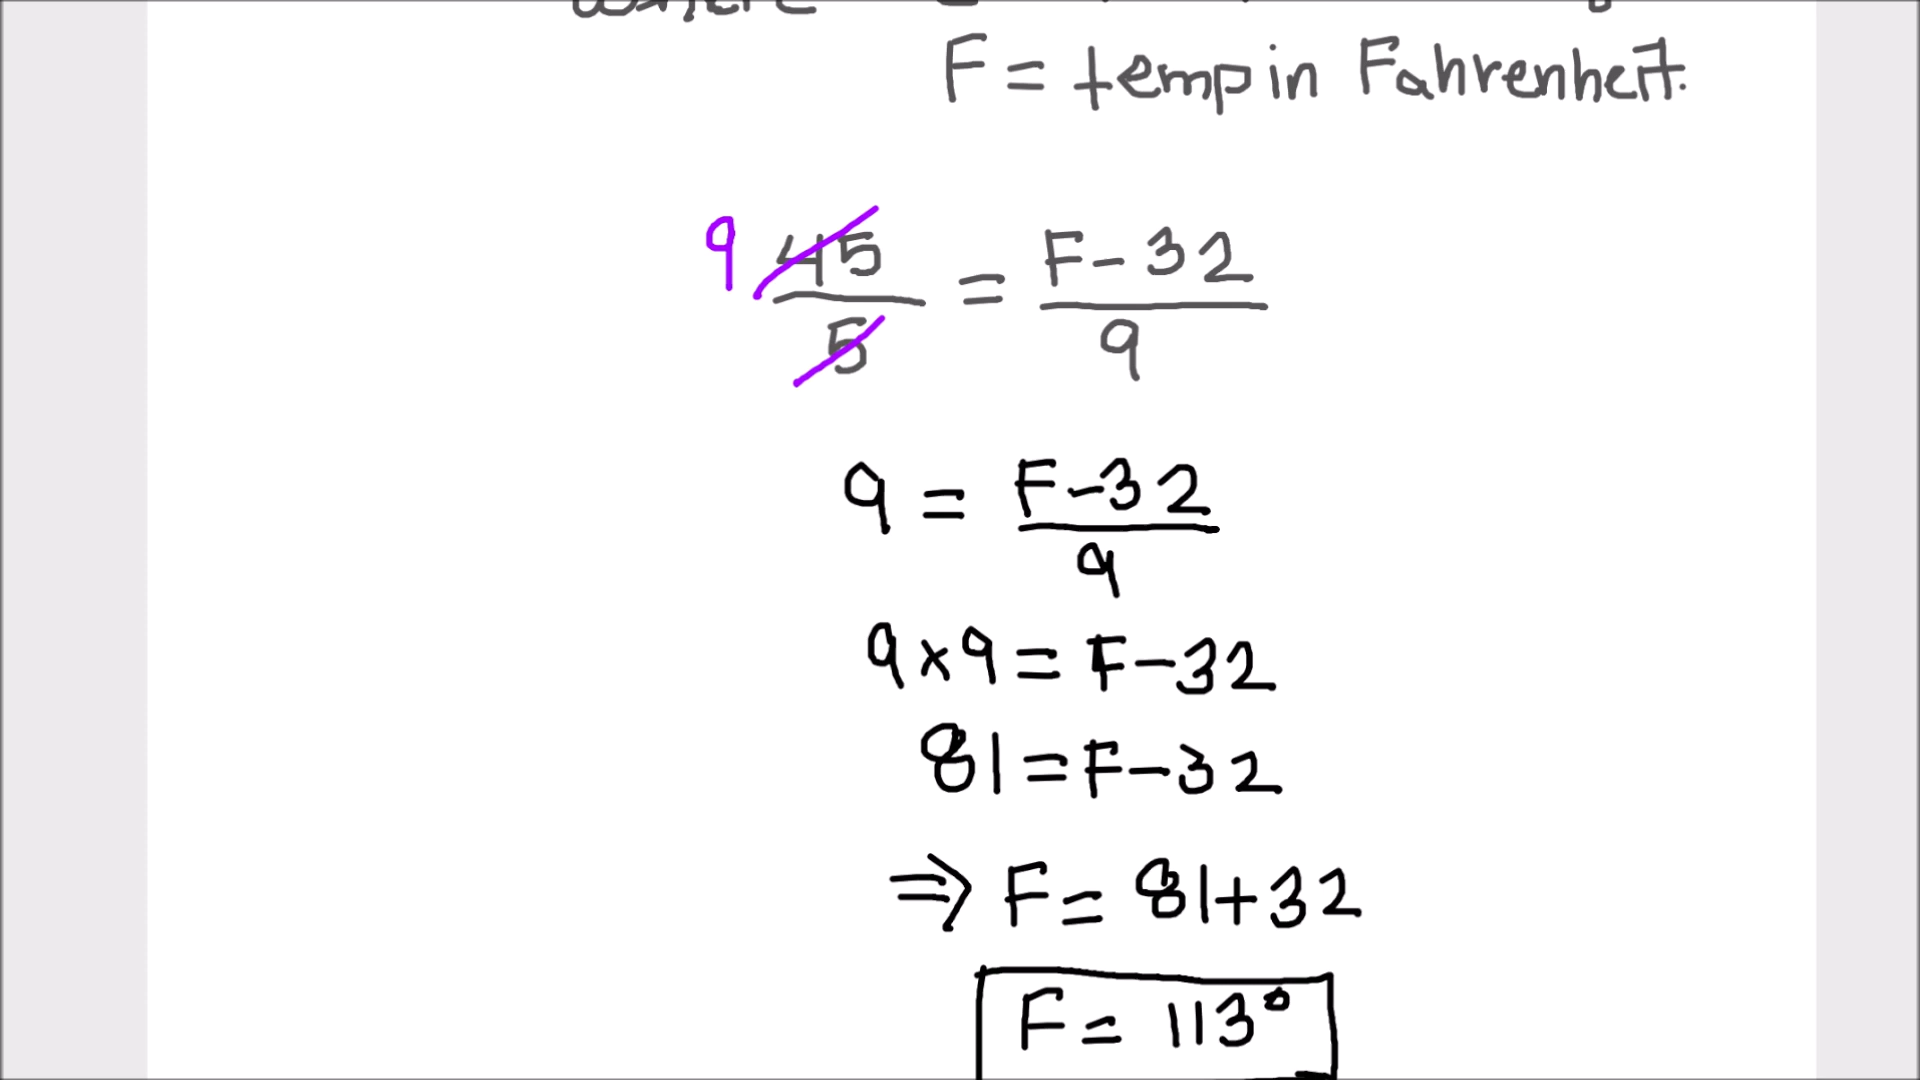 where
F = temp in Fahrenheit.
9 45/5 = F-32/9
9 = F-32/9
9×9 = F-32
81 = F-32
⇒ F = 81+32
F = 113°